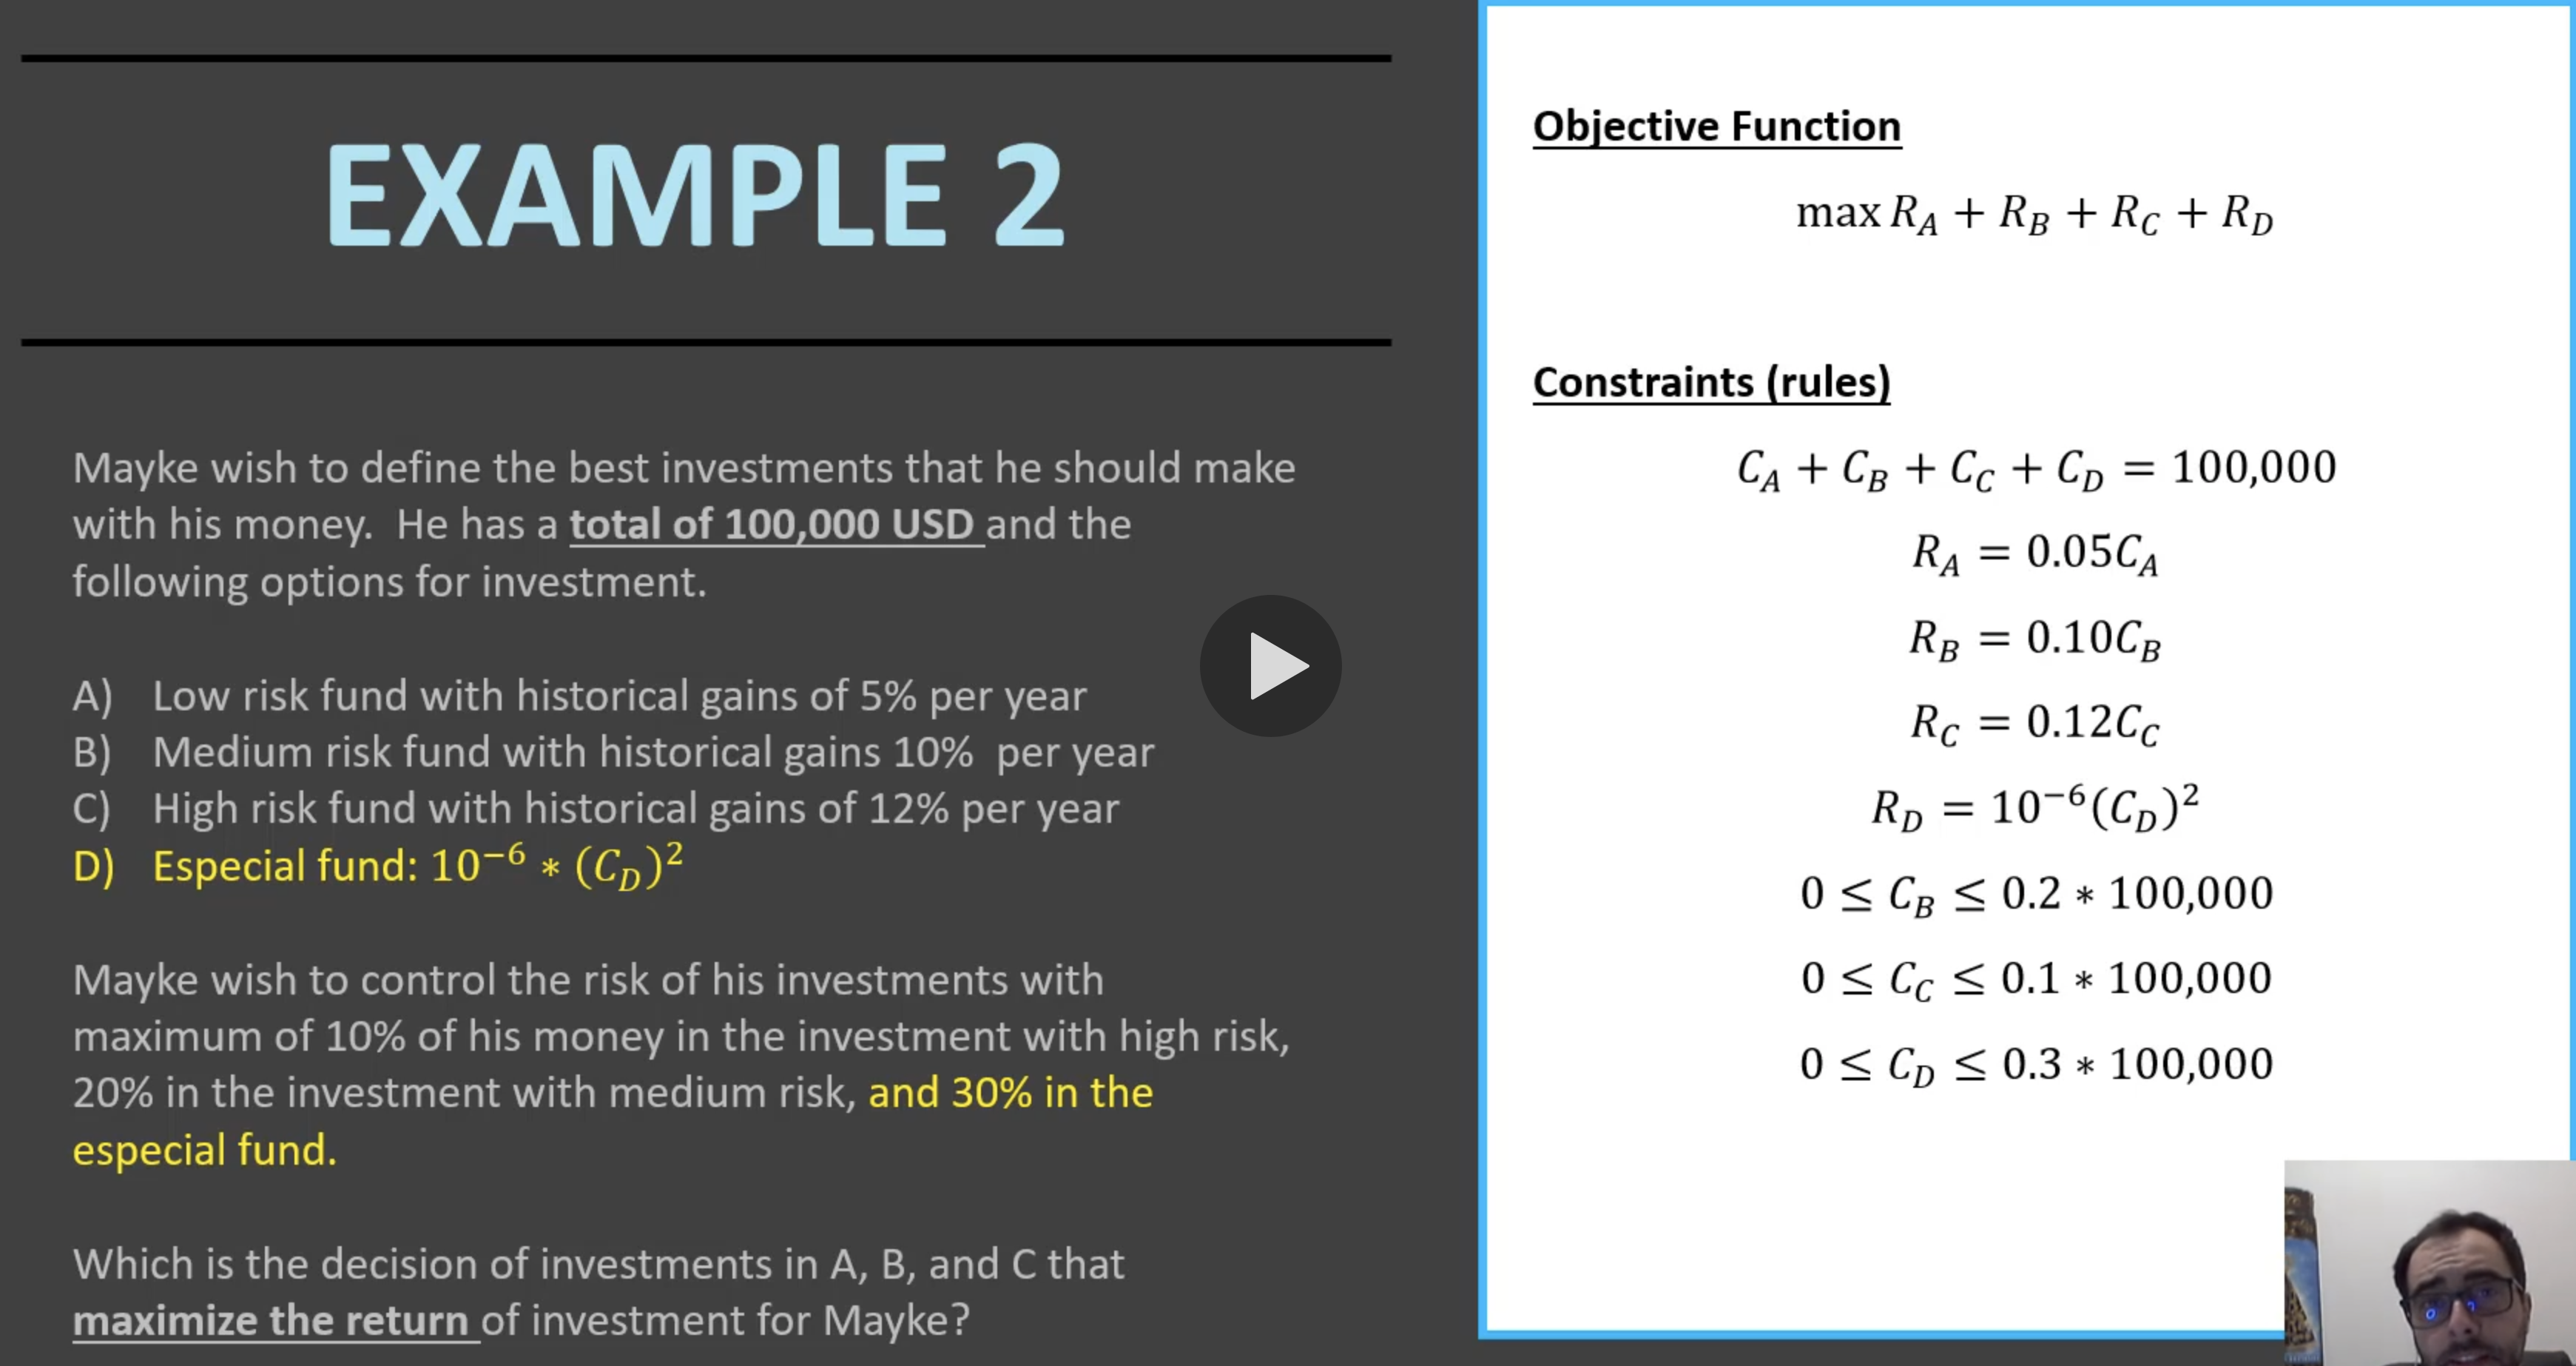 EXAMPLE 2
Mayke wish to define the best investments that he should make
with his money.  He has a total of 100,000 USD and the
following options for investment.
A) Low risk fund with historical gains of 5% per year
B) Medium risk fund with historical gains 10%  per year
C) High risk fund with historical gains of 12% per year
D) Especial fund: 10⁻⁶ * (C_D)²
Mayke wish to control the risk of his investments with
maximum of 10% of his money in the investment with high risk,
20% in the investment with medium risk, and 30% in the
especial fund.
Which is the decision of investments in A, B, and C that
maximize the return of investment for Mayke?
Objective Function
max R_A + R_B + R_C + R_D
Constraints (rules)
C_A + C_B + C_C + C_D = 100,000
R_A = 0.05C_A
R_B = 0.10C_B
R_C = 0.12C_C
R_D = 10⁻⁶(C_D)²
0 ≤ C_B ≤ 0.2 * 100,000
0 ≤ C_C ≤ 0.1 * 100,000
0 ≤ C_D ≤ 0.3 * 100,000